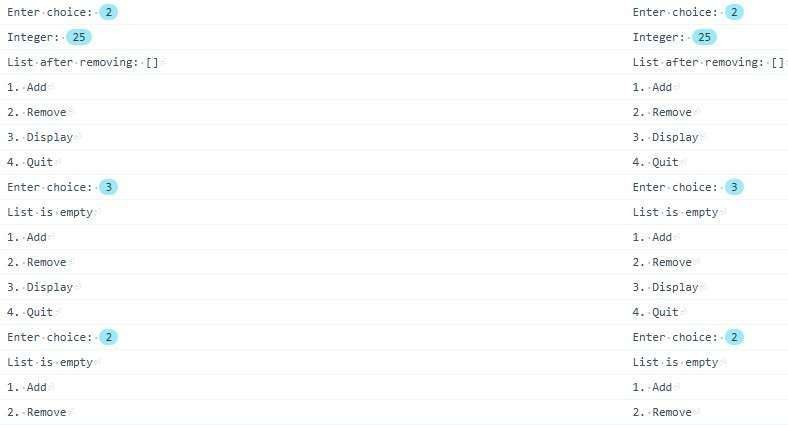 Enter choice: 2
Integer: 25
List after removing: []
1. Add
2. Remove
3. Display
4. Quit
Enter choice: 3
List is empty
1. Add
2. Remove
3. Display
4. Quit
Enter choice: 2
List is empty
1. Add
2. Remove
Enter choice: 2
Integer: 25
List after removing: []
1. Add
2. Remove
3. Display
4. Quit
Enter choice: 3
List is empty
1. Add
2. Remove
3. Display
4. Quit
Enter choice: 2
List is empty
1. Add
2. Remove